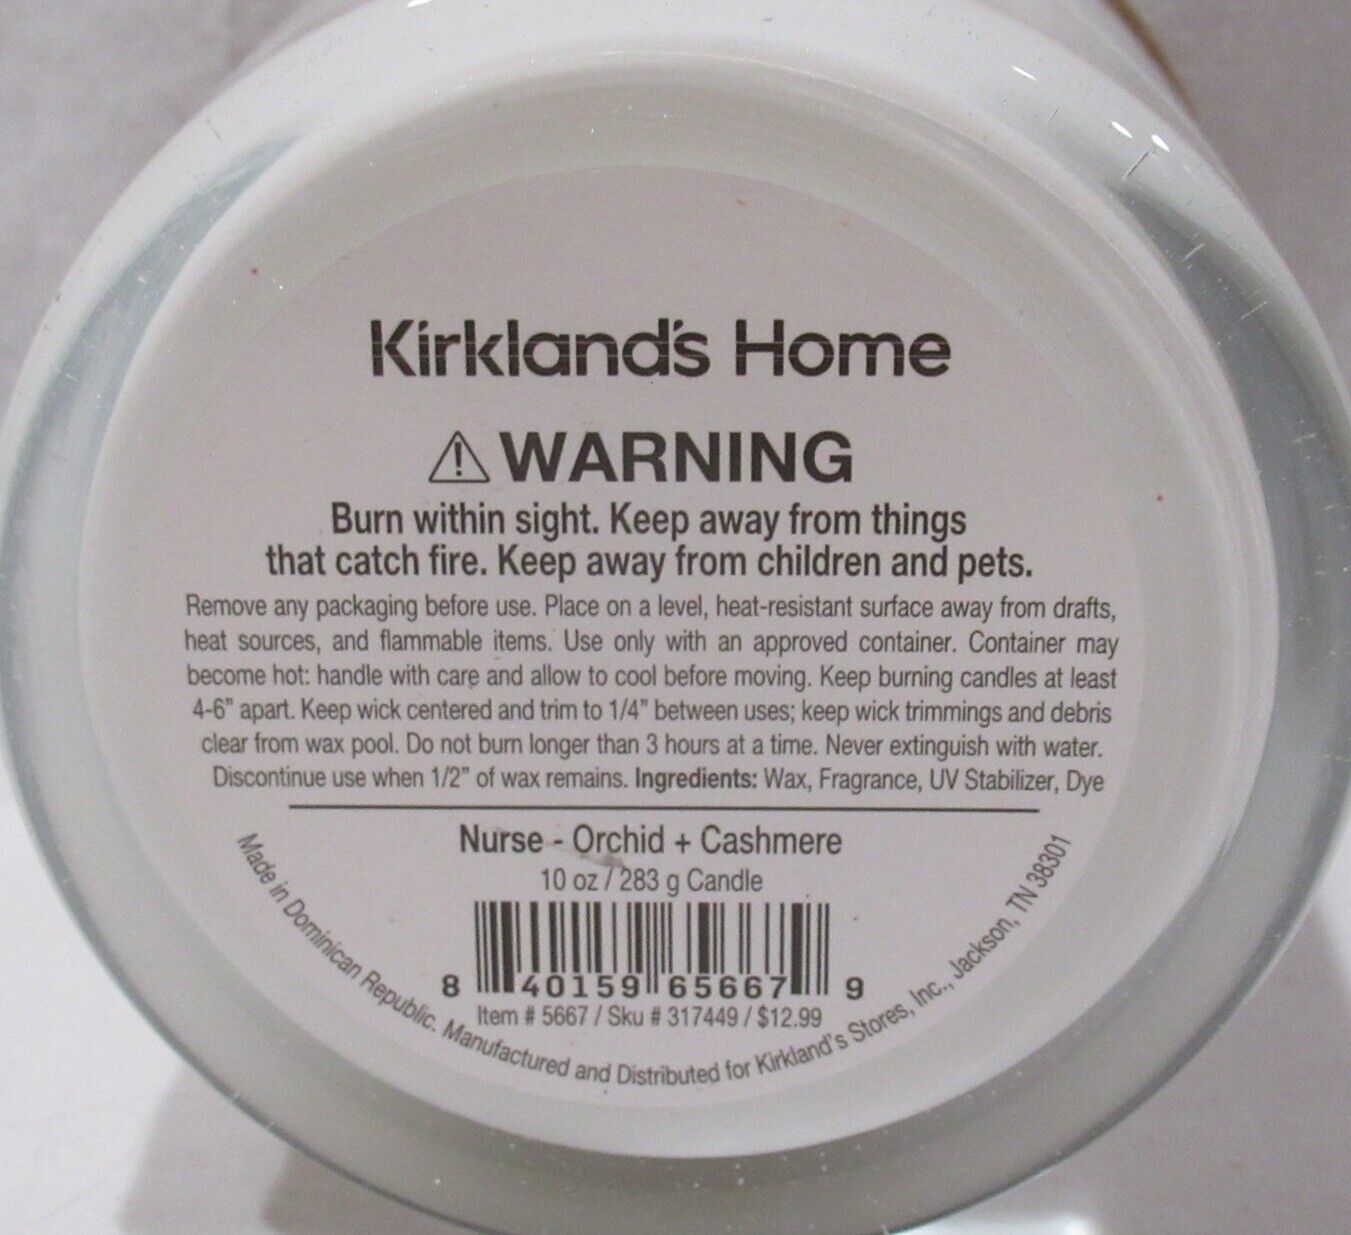 Kirkland's Home
⚠ WARNING
Burn within sight. Keep away from things
that catch fire. Keep away from children and pets.
Remove any packaging before use. Place on a level, heat-resistant surface away from drafts,
heat sources, and flammable items. Use only with an approved container. Container may
become hot: handle with care and allow to cool before moving. Keep burning candles at least
4-6" apart. Keep wick centered and trim to 1/4" between uses; keep wick trimmings and debris
clear from wax pool. Do not burn longer than 3 hours at a time. Never extinguish with water.
Discontinue use when 1/2" of wax remains. Ingredients: Wax, Fragrance, UV Stabilizer, Dye
Nurse - Orchid + Cashmere
10 oz / 283 g Candle
8 40159 65667 9
Item # 5667 / Sku # 317449 / $12.99
Made in Dominican Republic. Manufactured and Distributed for Kirkland's Stores, Inc., Jackson, TN 38301